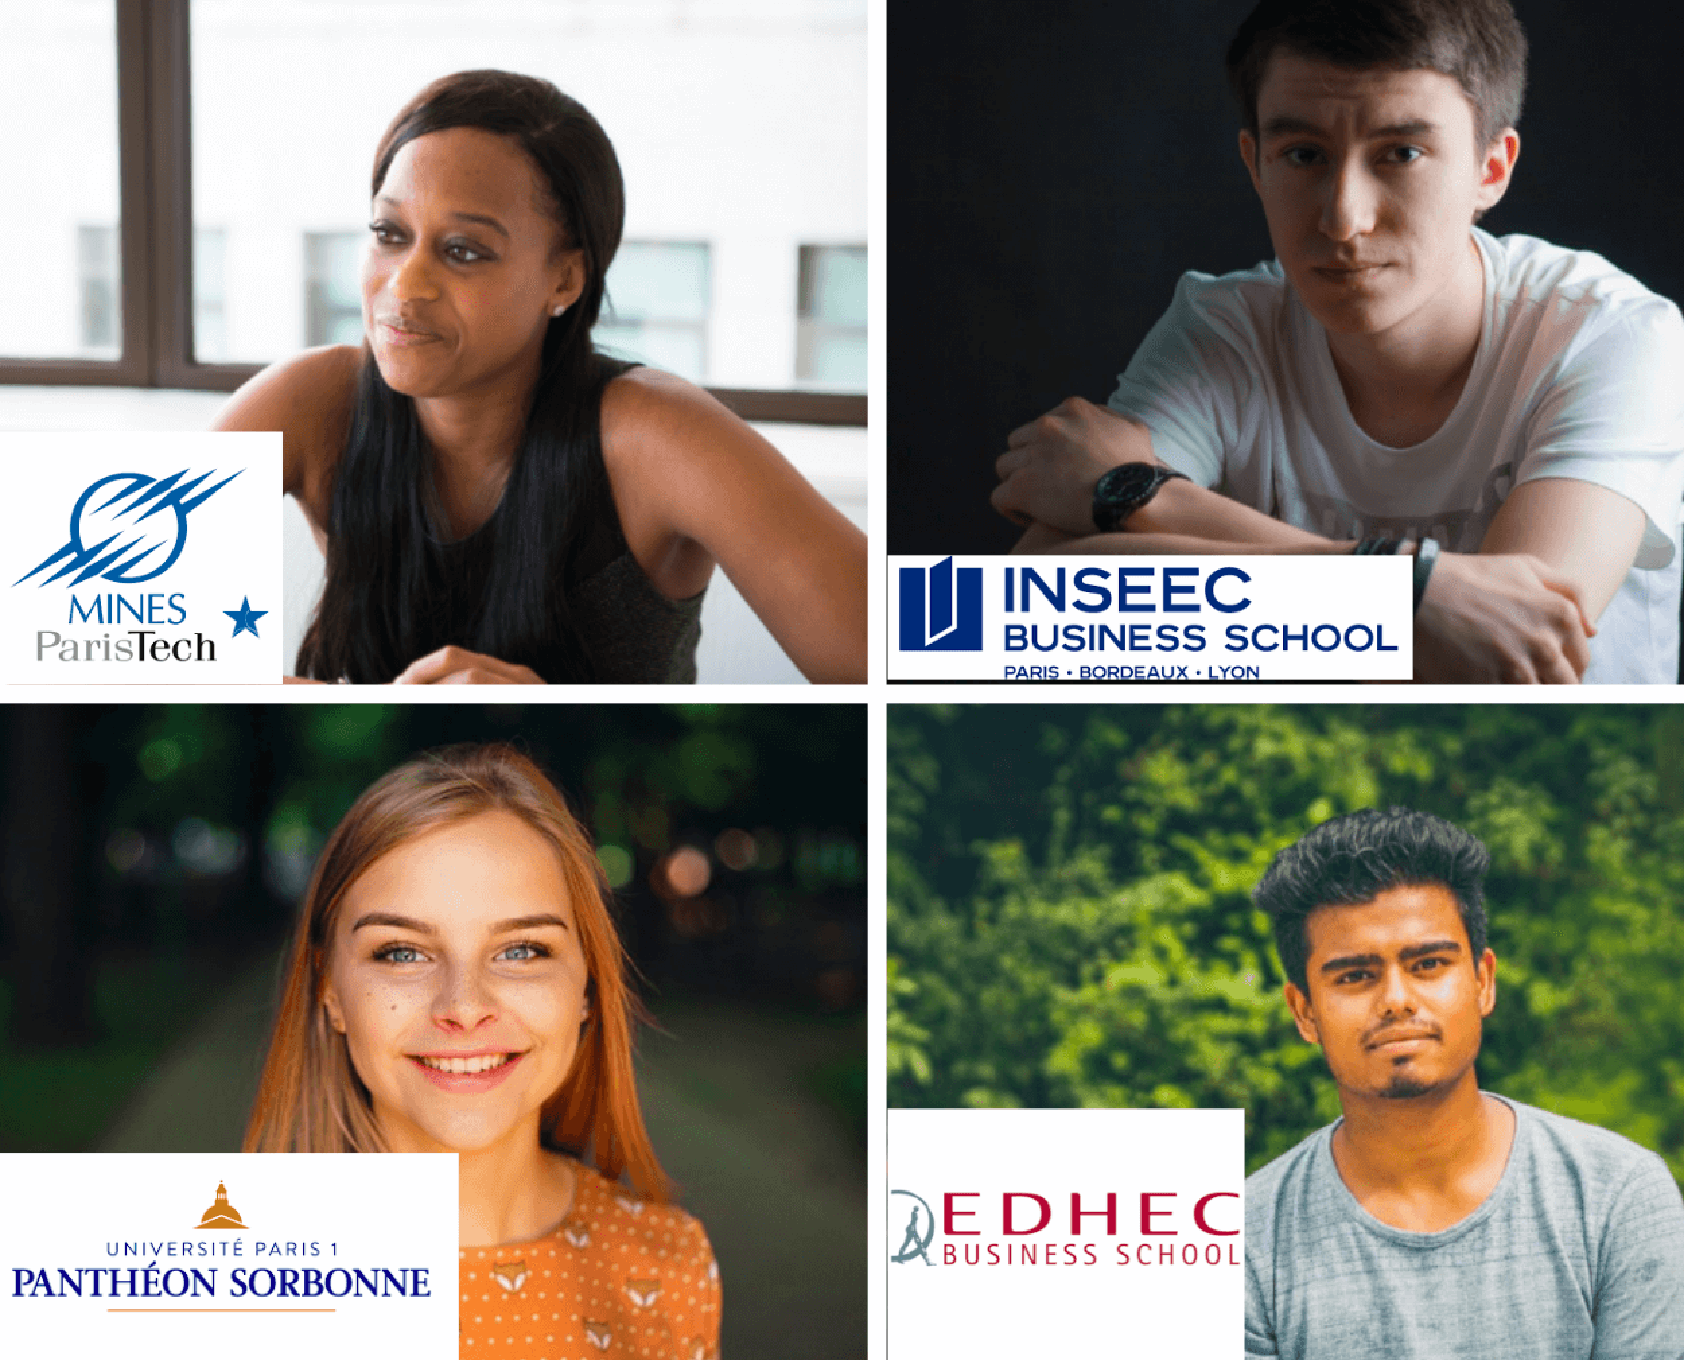 MINES
ParisTech
INSEEC
BUSINESS SCHOOL
PARIS • BORDEAUX • LYON
UNIVERSITÉ PARIS 1
PANTHÉON SORBONNE
EDHEC
BUSINESS SCHOOL